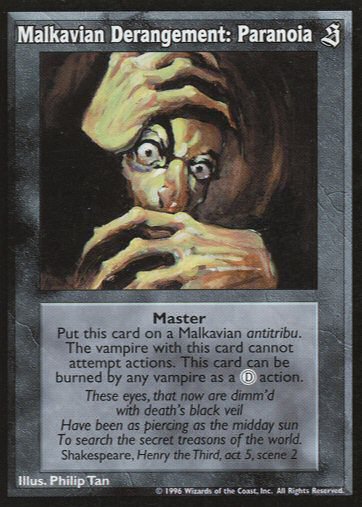 Malkavian Derangement: Paranoia
Master
Put this card on a Malkavian antitribu.
The vampire with this card cannot
attempt actions. This card can be
burned by any vampire as a Ⓓ action.
These eyes, that now are dimm'd
with death's black veil
Have been as piercing as the midday sun
To search the secret treasons of the world.
Shakespeare, Henry the Third, act 5, scene 2
Illus. Philip Tan
© 1996 Wizards of the Coast, Inc. All Rights Reserved.